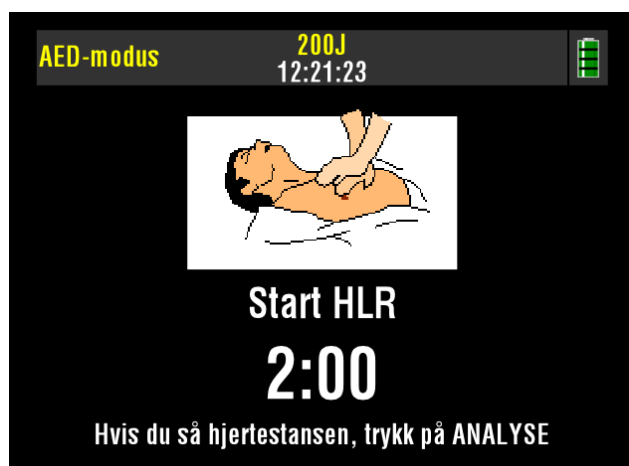 AED-modus
200J
12:21:23
Start HLR
2:00
Hvis du så hjertestansen, trykk på ANALYSE